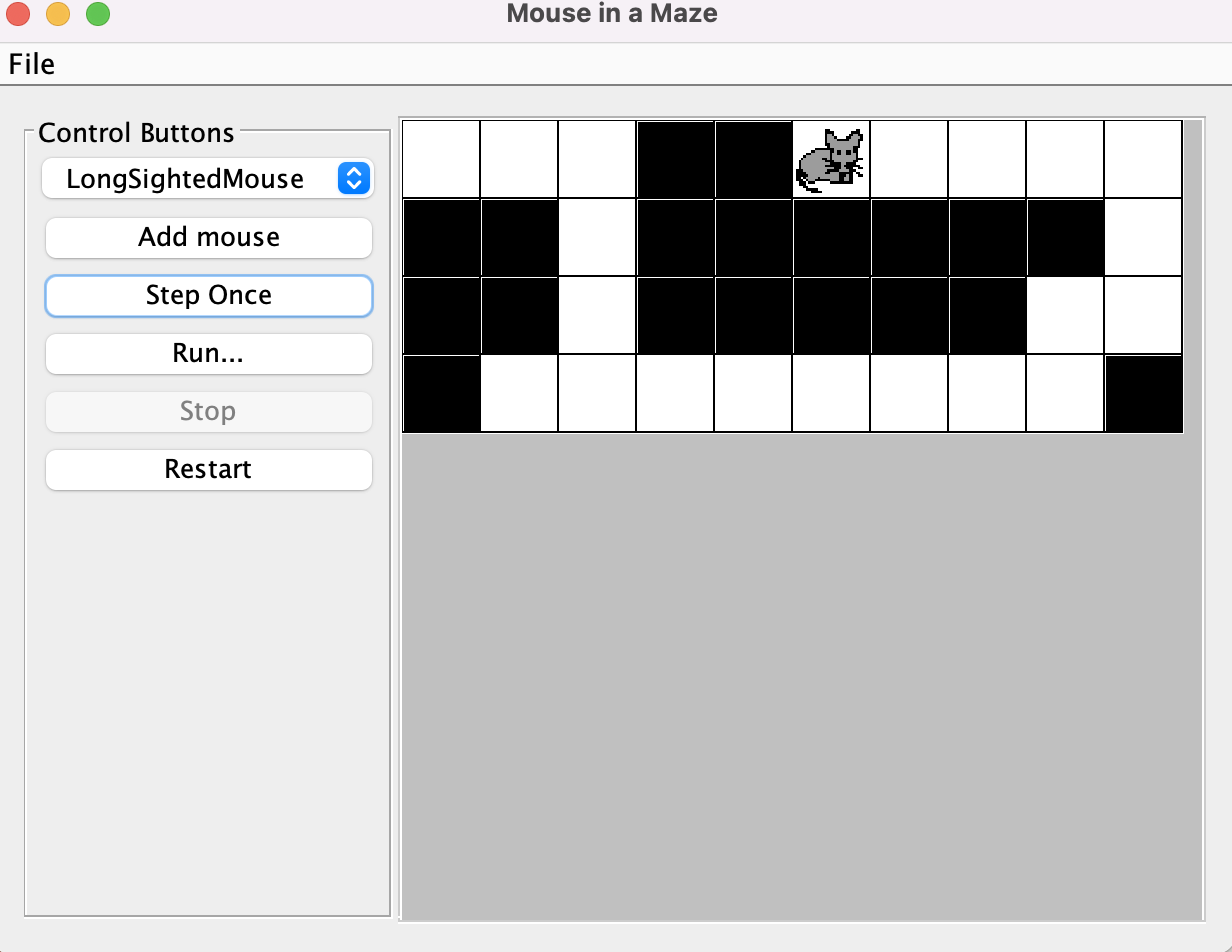 Mouse in a Maze
File
Control Buttons
LongSightedMouse
Add mouse
Step Once
Run...
Stop
Restart